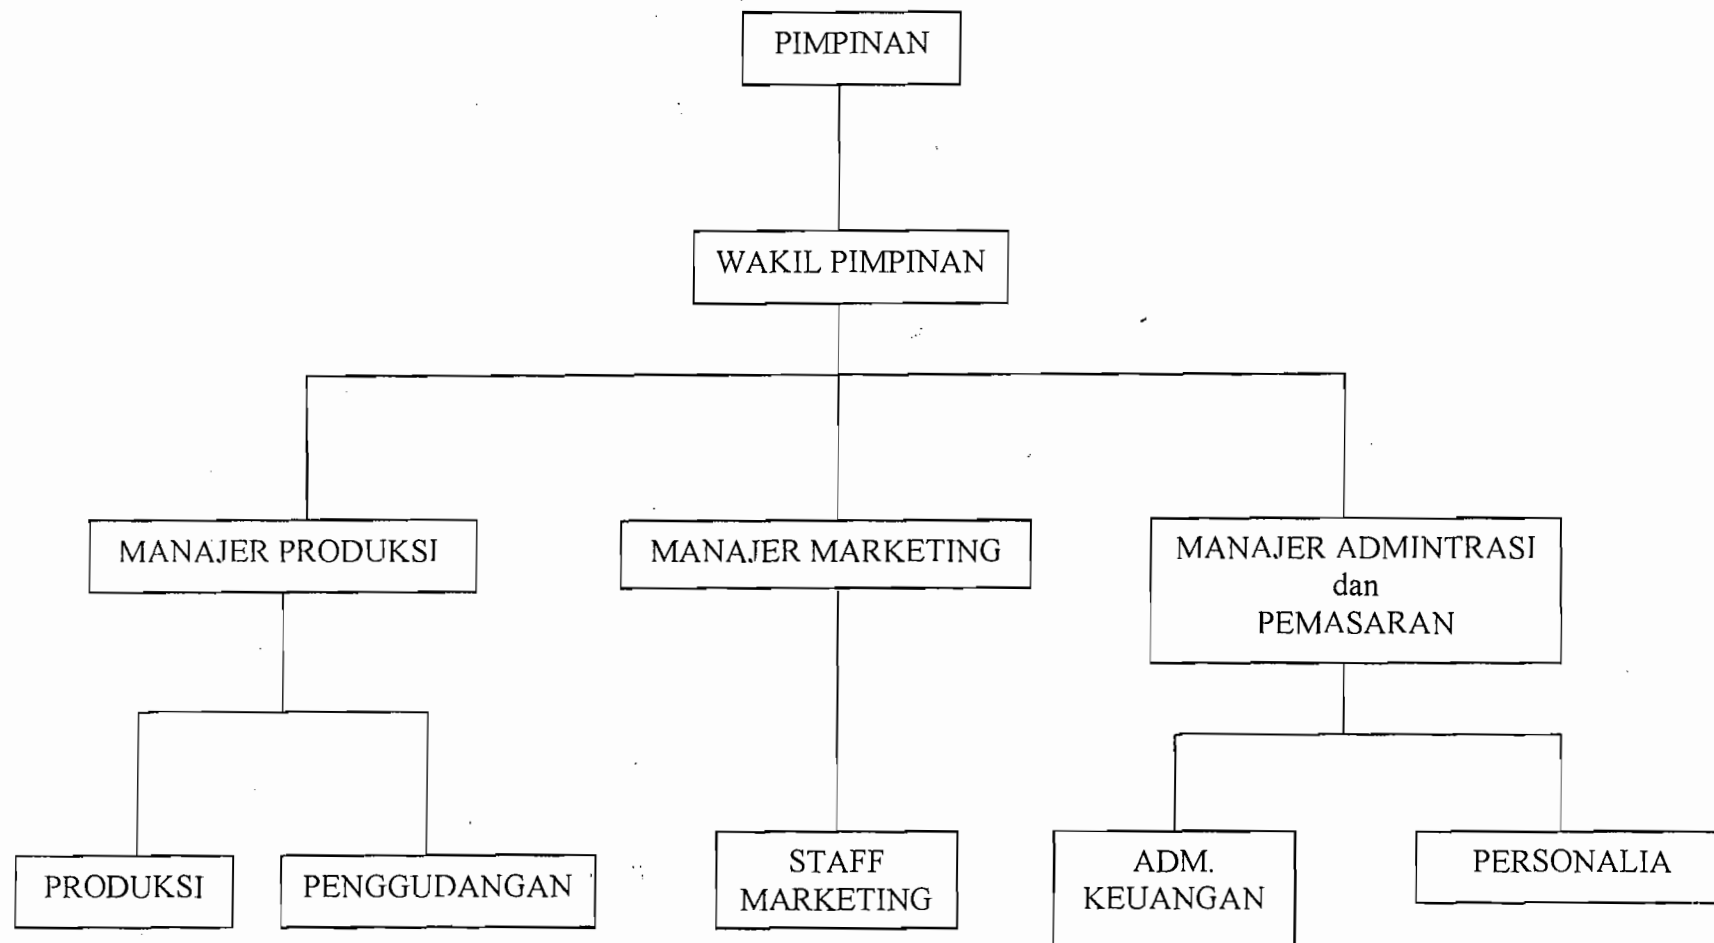 PIMPINAN
WAKIL PIMPINAN
MANAJER PRODUKSI
MANAJER MARKETING
MANAJER ADMINTRASI
dan
PEMASARAN
PRODUKSI
PENGGUDANGAN
STAFF
MARKETING
ADM.
KEUANGAN
PERSONALIA